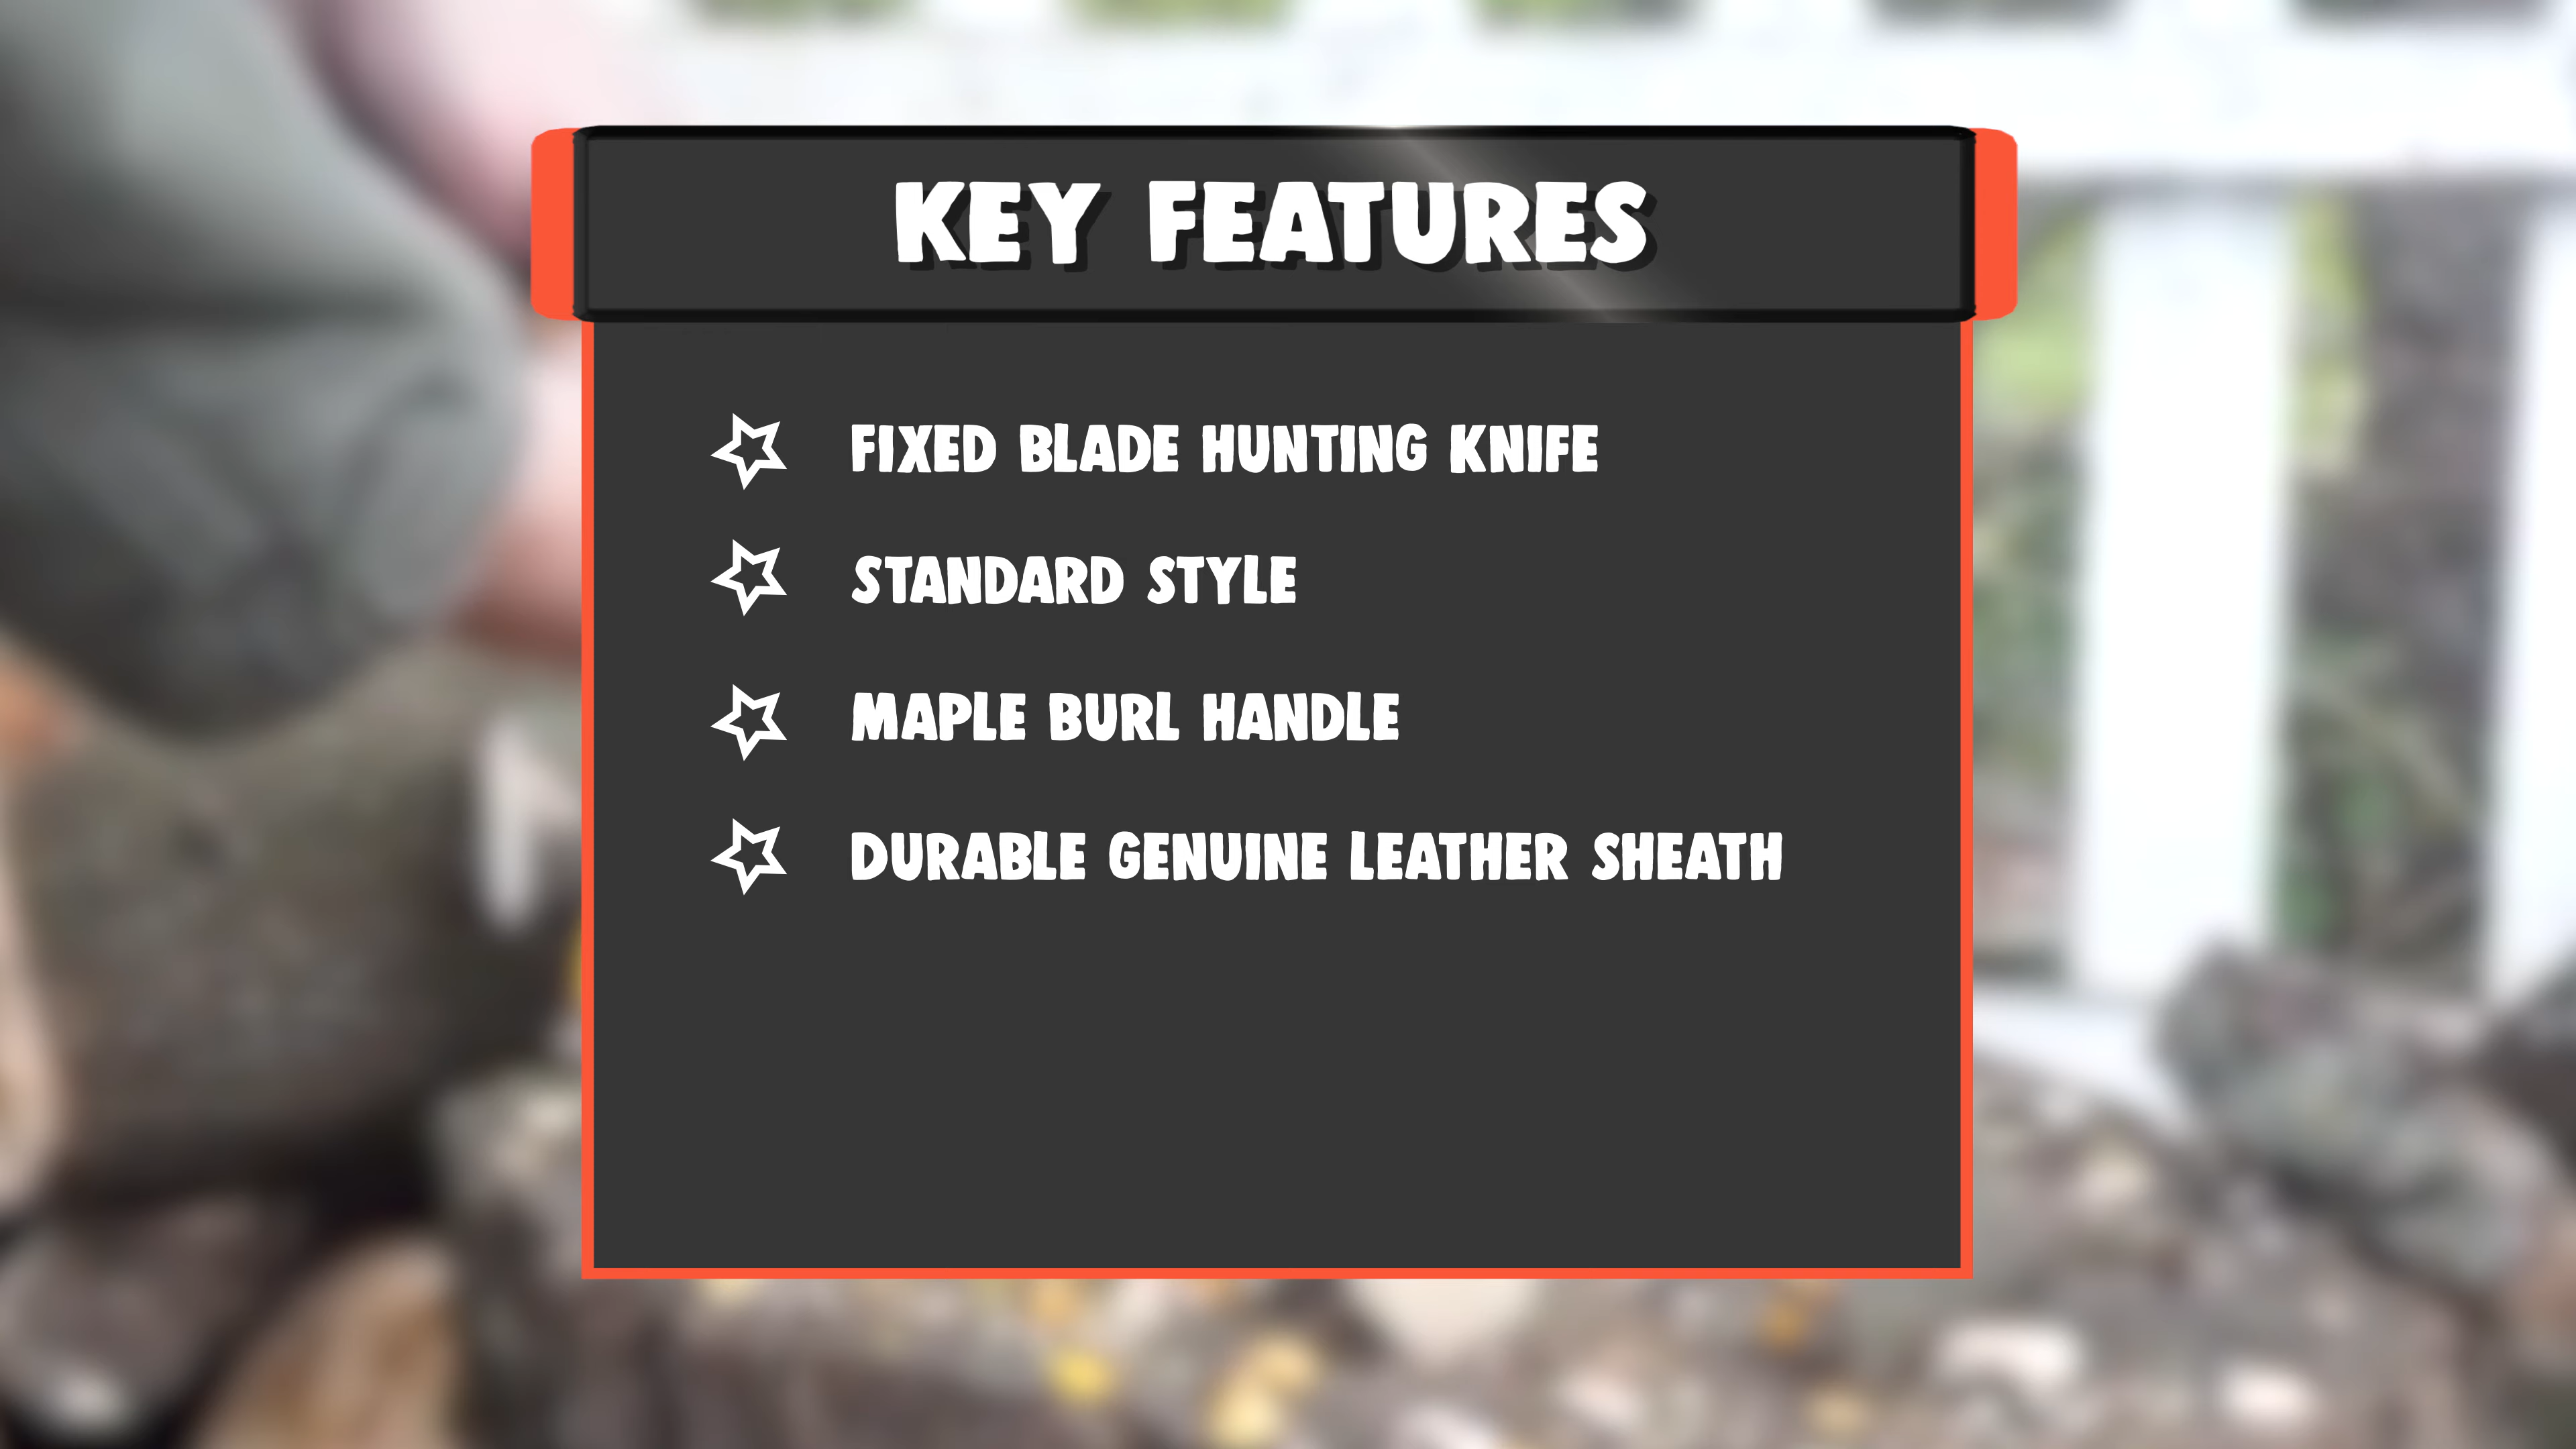 KEY FEATURES
FIXED BLADE HUNTING KNIFE
STANDARD STYLE
MAPLE BURL HANDLE
DURABLE GENUINE LEATHER SHEATH